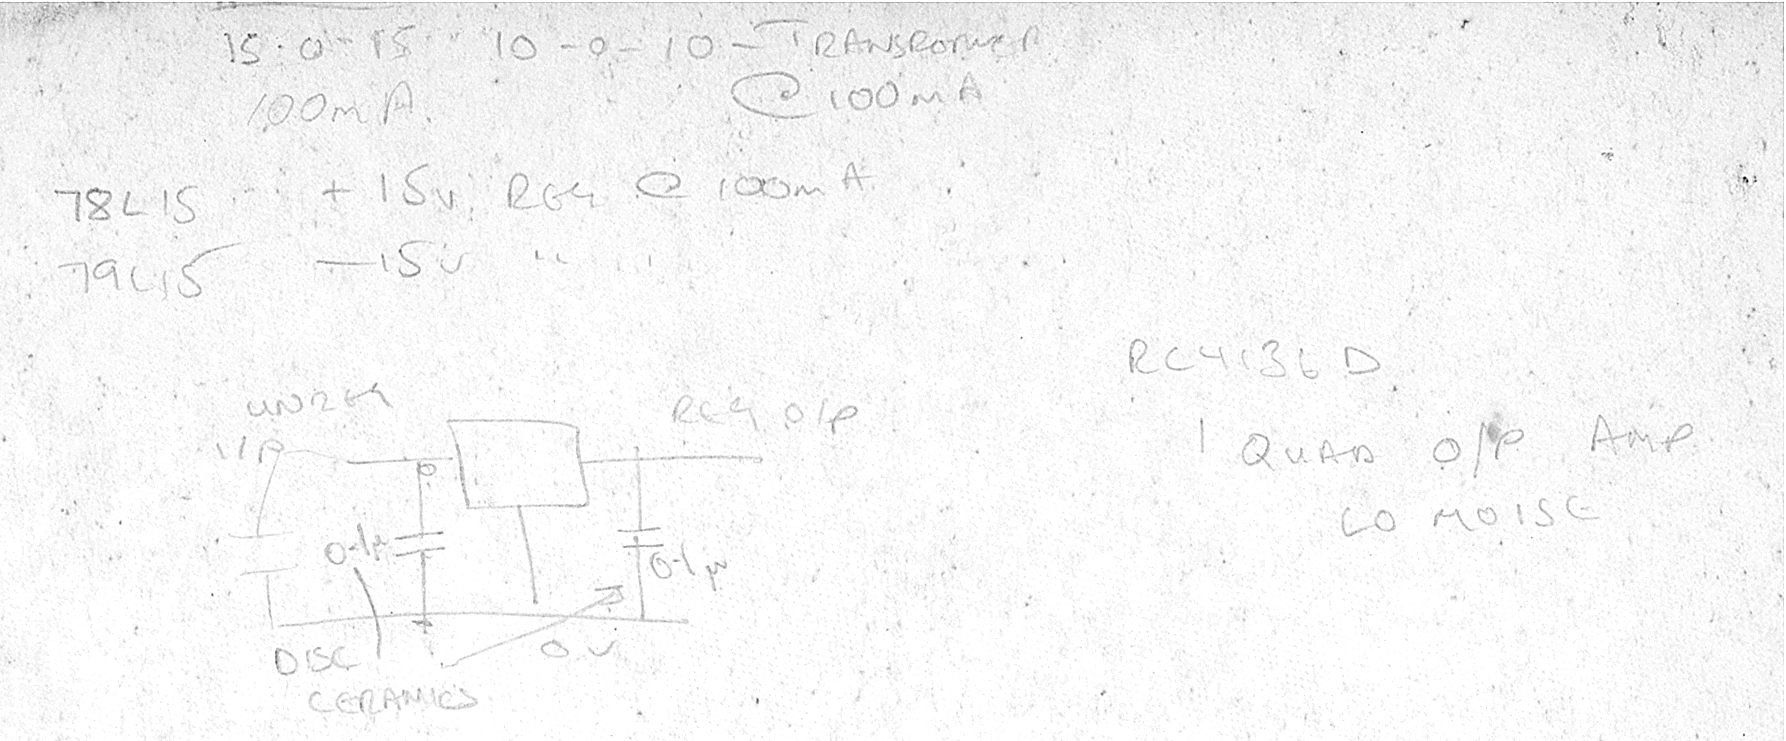 15-0-15 10-0-10 - TRANSFORMER
100mA. @ 100mA
78L15 +15v REG @ 100mA
79L15 -15v " "
RC4136D
1 QUAD O/P AMP
LO NOISE
UNREG REG O/P
I/P
0.1µ 0.1µ
0V
DISC
CERAMICS